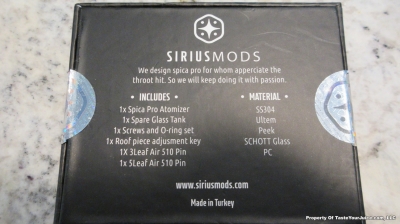 SIRIUSMODS
We design spica pro for whom apperciate the
throat hit. So we will keep doing it with passion.
• INCLUDES •
1x Spica Pro Atomizer
1x Spare Glass Tank
1x Screws and O-ring set
1x Roof piece adjusment key
1X 3Leaf Air 510 Pin
1x 5Leaf Air 510 Pin
• MATERIAL •
SS304
Ultem
Peek
SCHOTT Glass
PC
www.siriusmods.com
Made in Turkey
Property Of TasteYourJuice.com, LLC